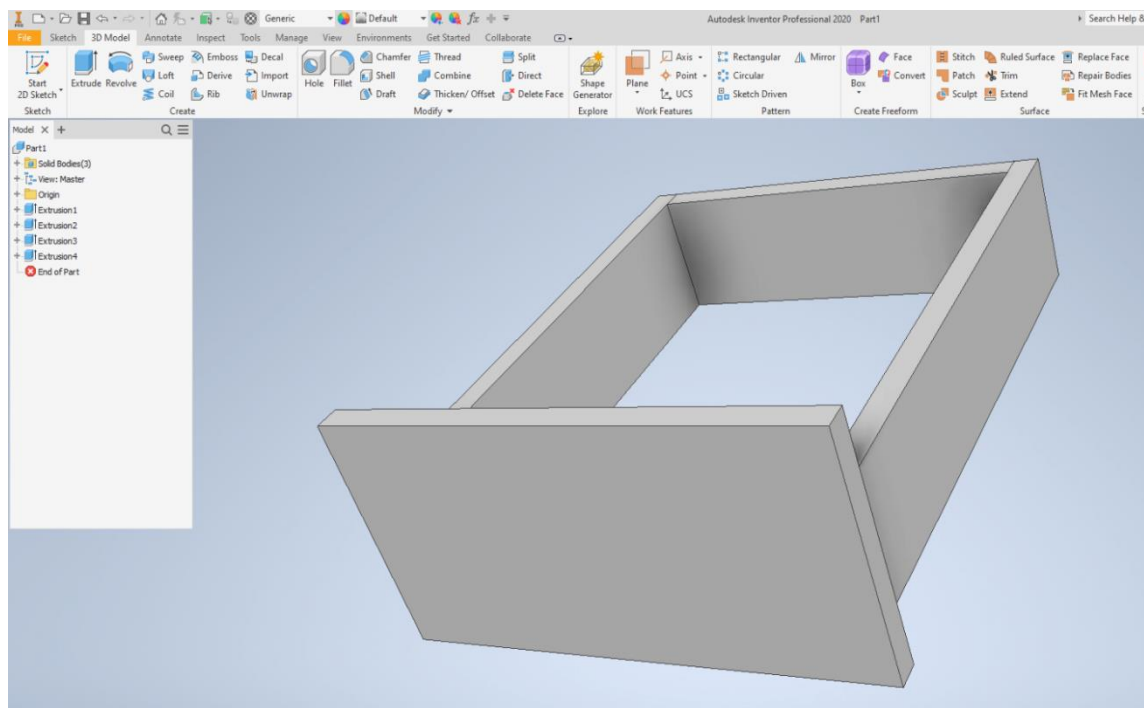 Generic Default fx Autodesk Inventor Professional 2020 Part1 Search Help &
File Sketch 3D Model Annotate Inspect Tools Manage View Environments Get Started Collaborate
Sweep Emboss Decal Chamfer Thread Split Axis Rectangular Mirror Face Stitch Ruled Surface Replace Face
Start 2D Sketch Extrude Revolve Loft Derive Import Hole Fillet Shell Combine Direct Shape Generator Plane Point Circular Box Convert Patch Trim Repair Bodies
Coil Rib Unwrap Draft Thicken/ Offset Delete Face UCS Sketch Driven Sculpt Extend Fit Mesh Face
Sketch Create Modify Explore Work Features Pattern Create Freeform Surface
Model X +
Part1
Solid Bodies(3)
View: Master
Origin
Extrusion1
Extrusion2
Extrusion3
Extrusion4
End of Part